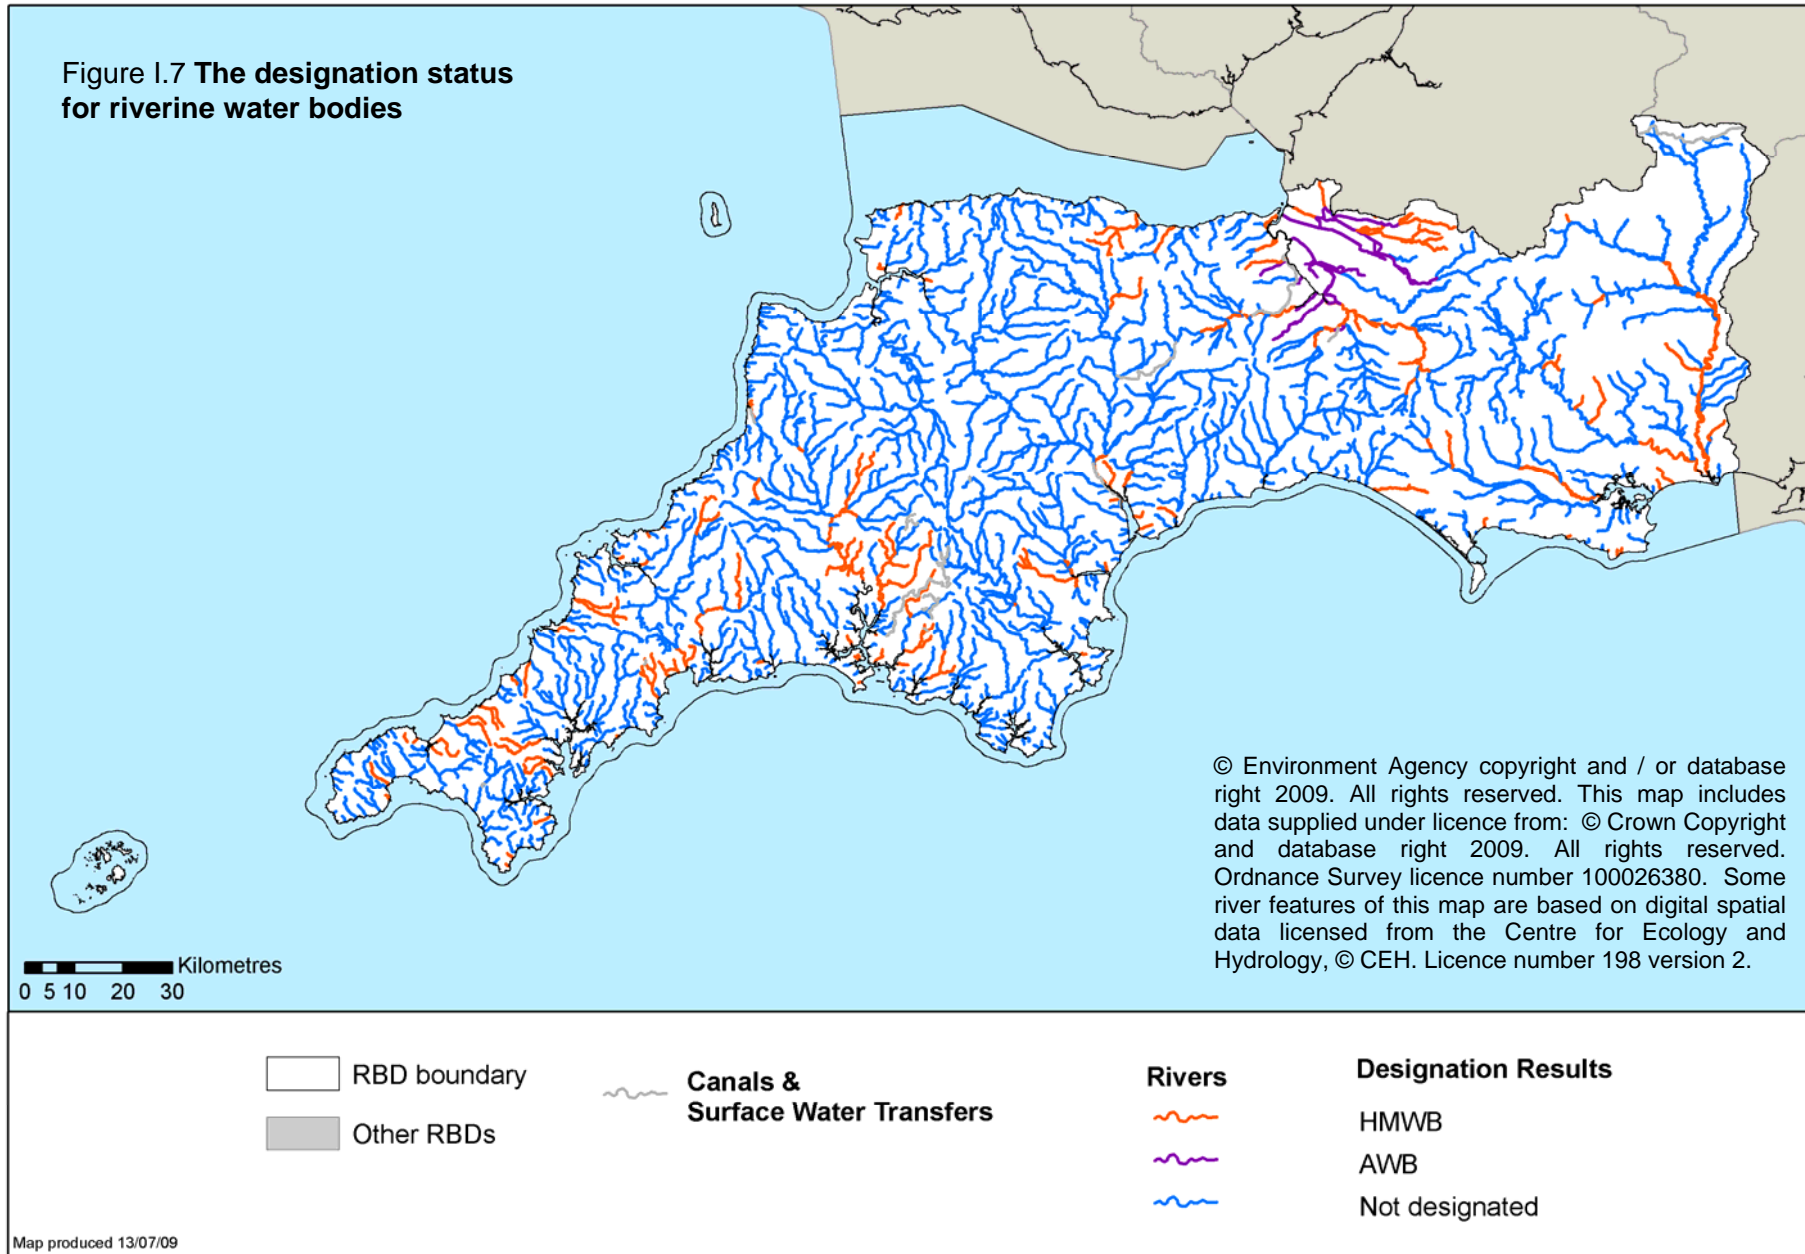 Figure I.7 The designation status
for riverine water bodies
© Environment Agency copyright and / or database
right 2009. All rights reserved. This map includes
data supplied under licence from: © Crown Copyright
and database right 2009. All rights reserved.
Ordnance Survey licence number 100026380. Some
river features of this map are based on digital spatial
data licensed from the Centre for Ecology and
Hydrology, © CEH. Licence number 198 version 2.
Kilometres
0 5 10 20 30
RBD boundary
Other RBDs
Canals &
Surface Water Transfers
Rivers
Designation Results
HMWB
AWB
Not designated
Map produced 13/07/09